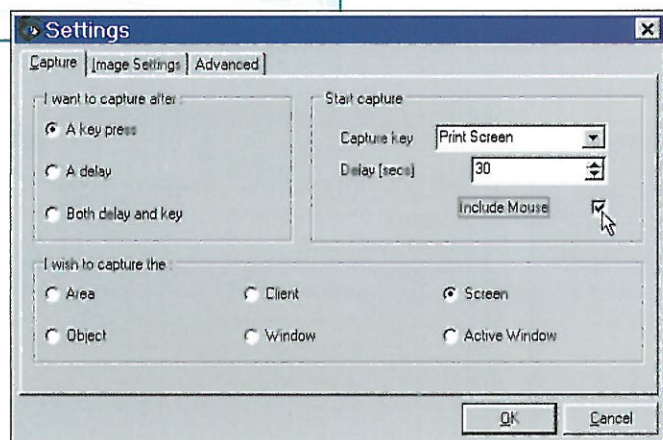 Settings
Capture Image Settings Advanced
I want to capture after :
A key press
A delay
Both delay and key
Start capture
Capture key Print Screen
Delay [secs] 30
Include Mouse
I wish to capture the :
Area Client Screen
Object Window Active Window
OK Cancel